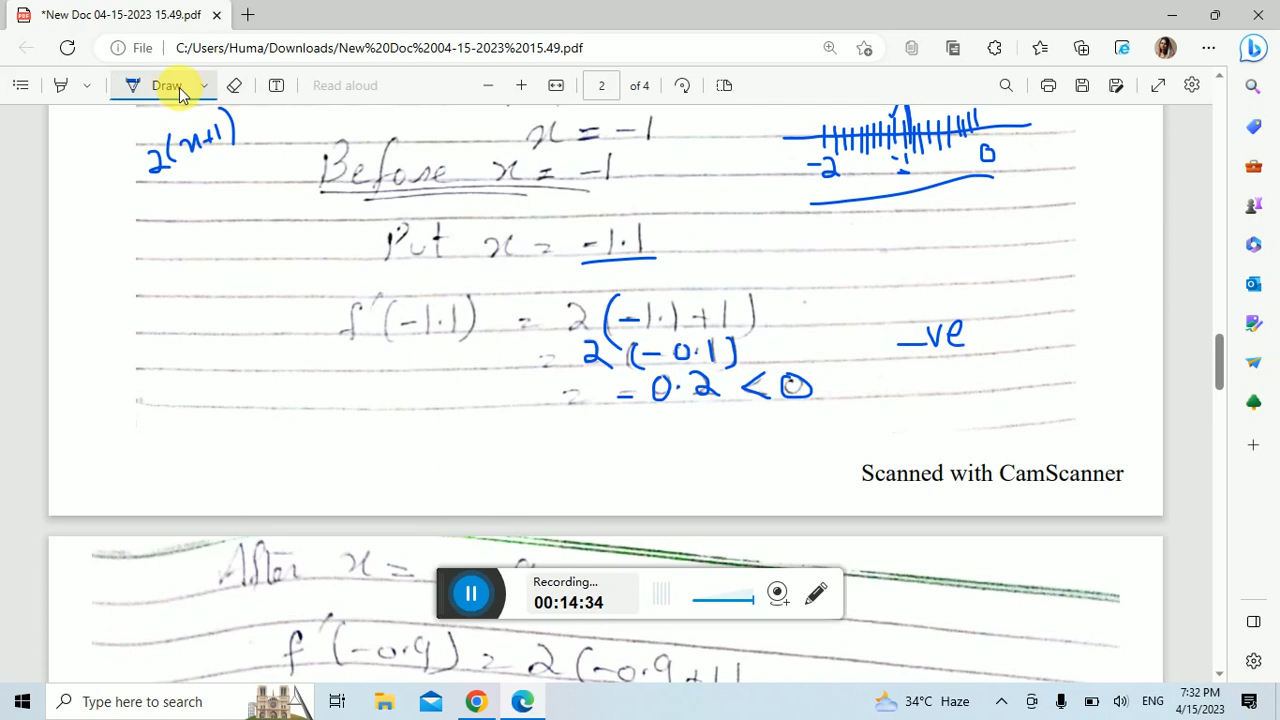 *New Doc 04-15-2023 15.49.pdf
File C:/Users/Huma/Downloads/New%20Doc%2004-15-2023%2015.49.pdf
Draw Read aloud 2 of 4
2(x+1)
x = -1
-2 -1 0
Before x = -1
Put x = -1.1
f'(-1.1) = 2(-1.1+1)
= 2(-0.1) -ve
= = 0.2 < 0
Scanned with CamScanner
After x =
Recording...
00:14:34
f'(-0.9) = 2(-0.9+1
Type here to search
34°C Haze
ENG
7:32 PM
4/15/2023